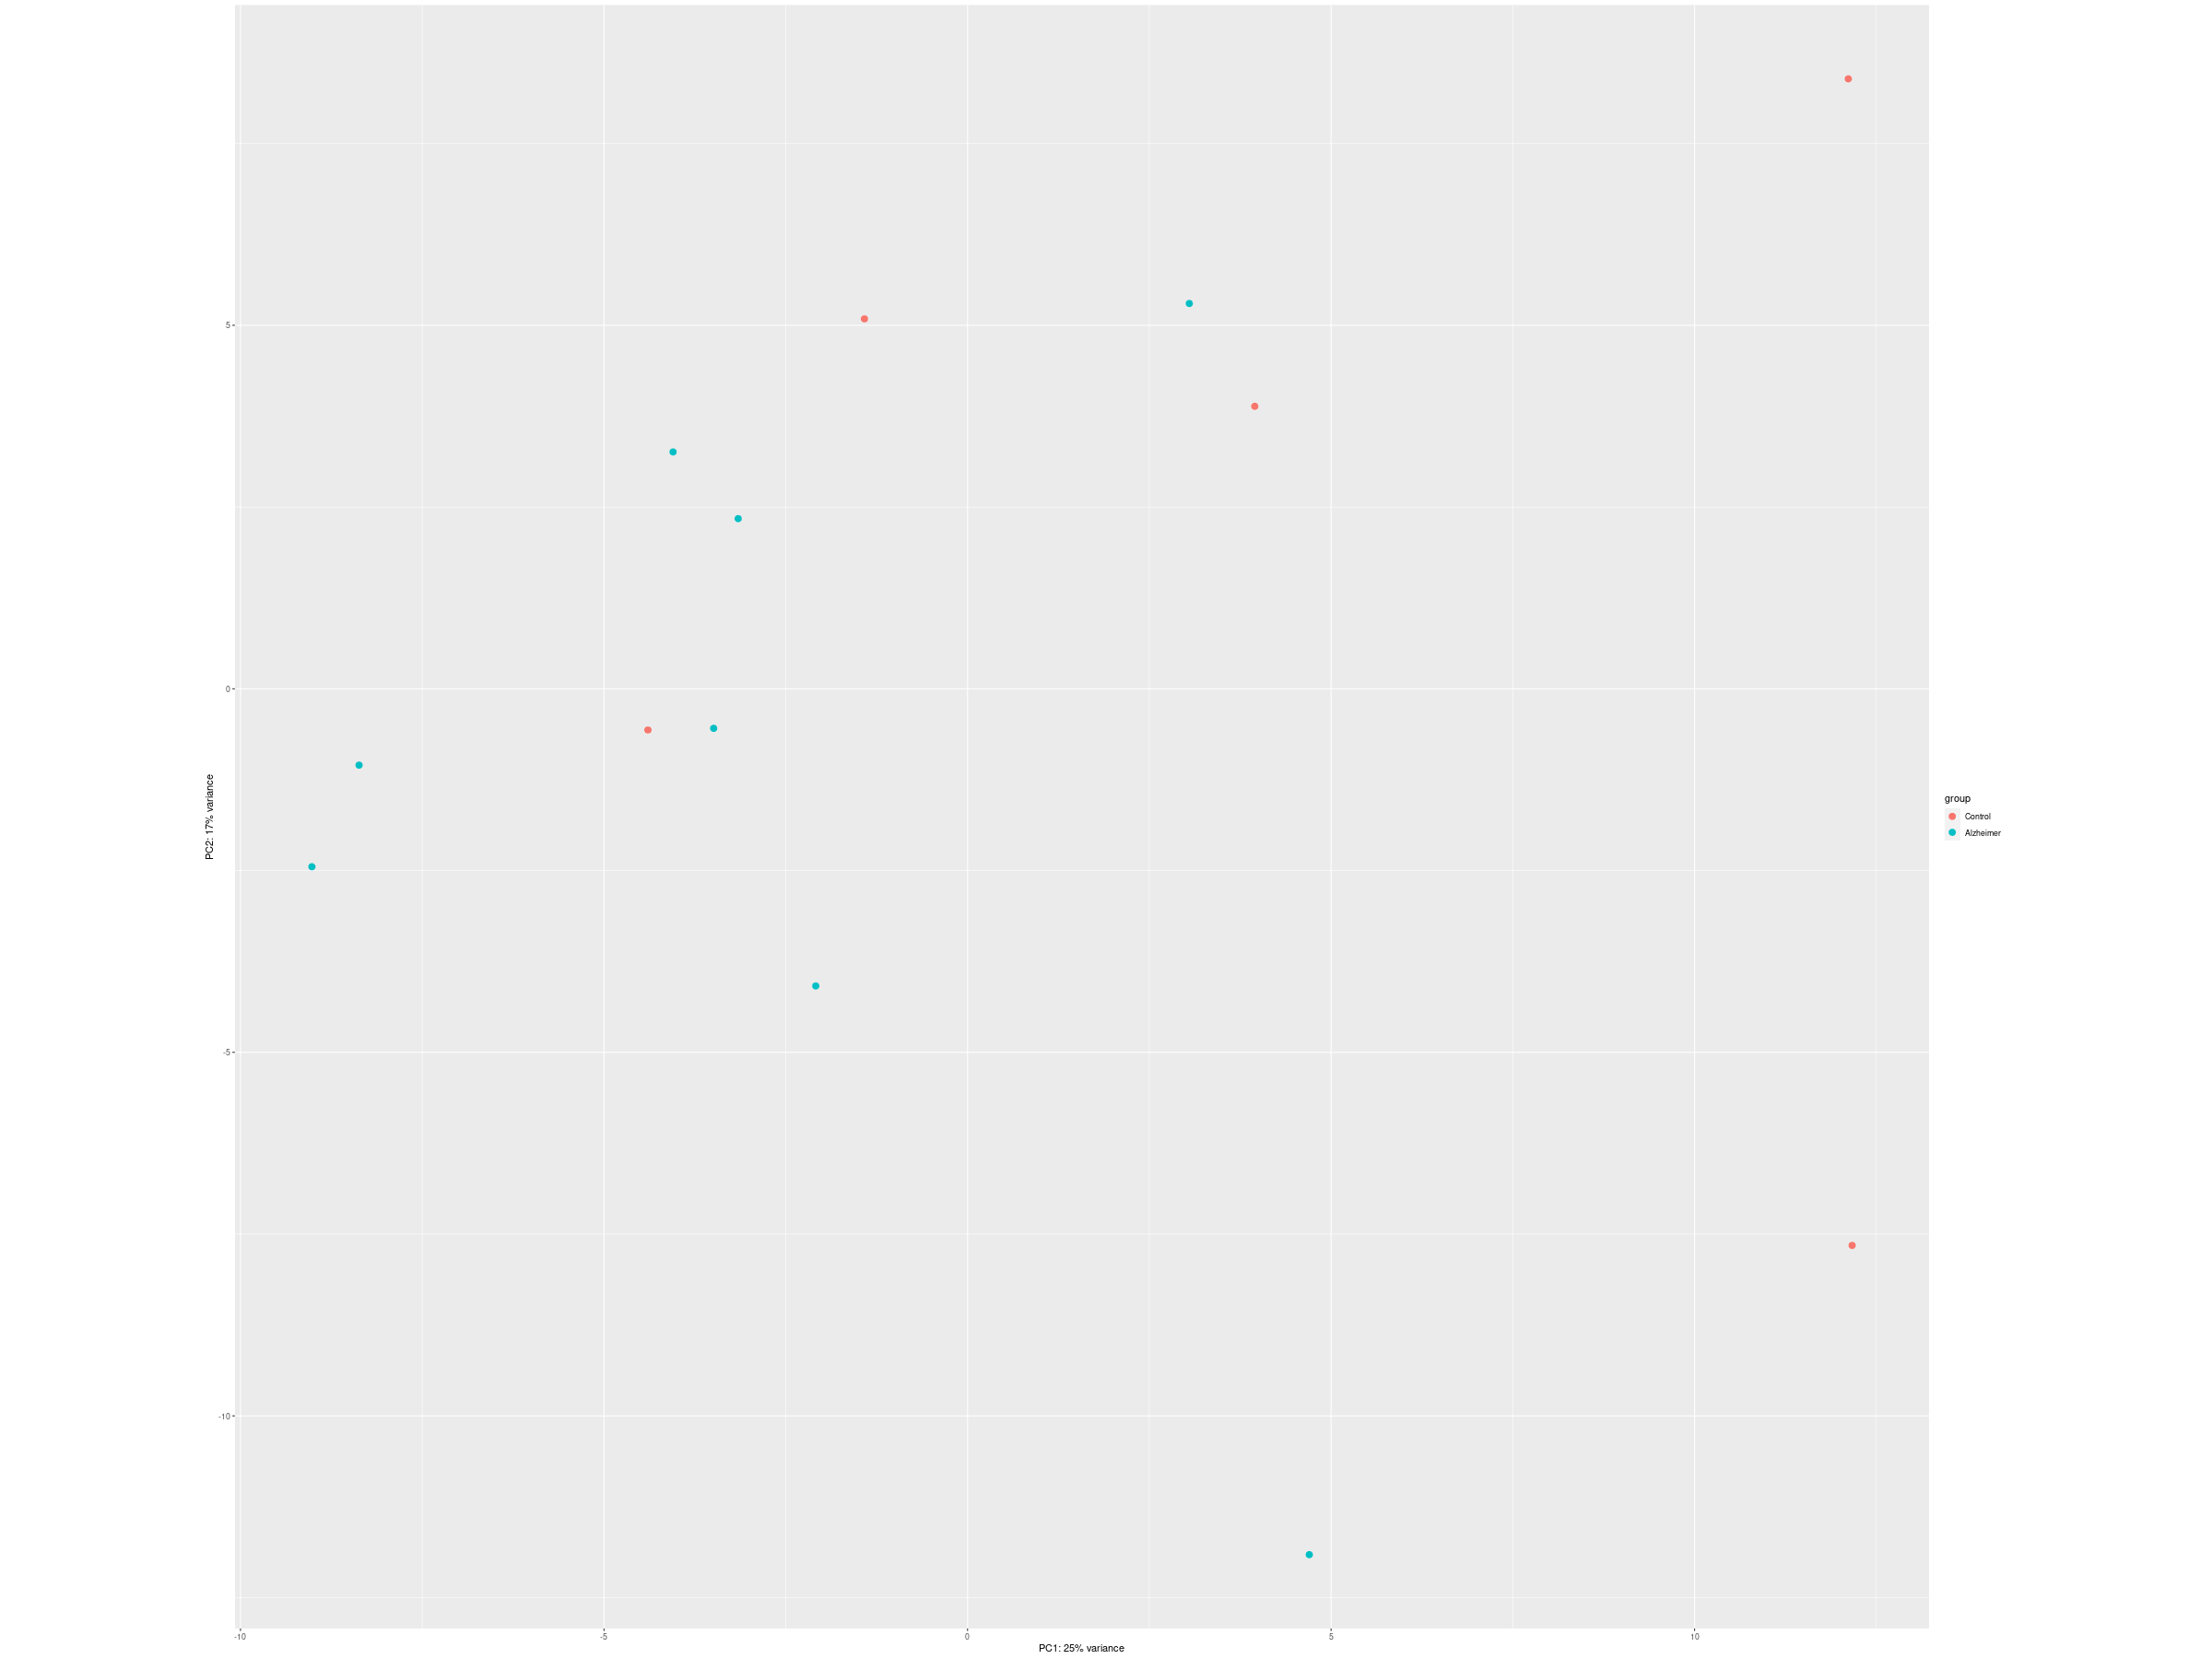 5
0
-5
-10
PC2: 17% variance
-10 -5 0 5 10
PC1: 25% variance
group
Control
Alzheimer